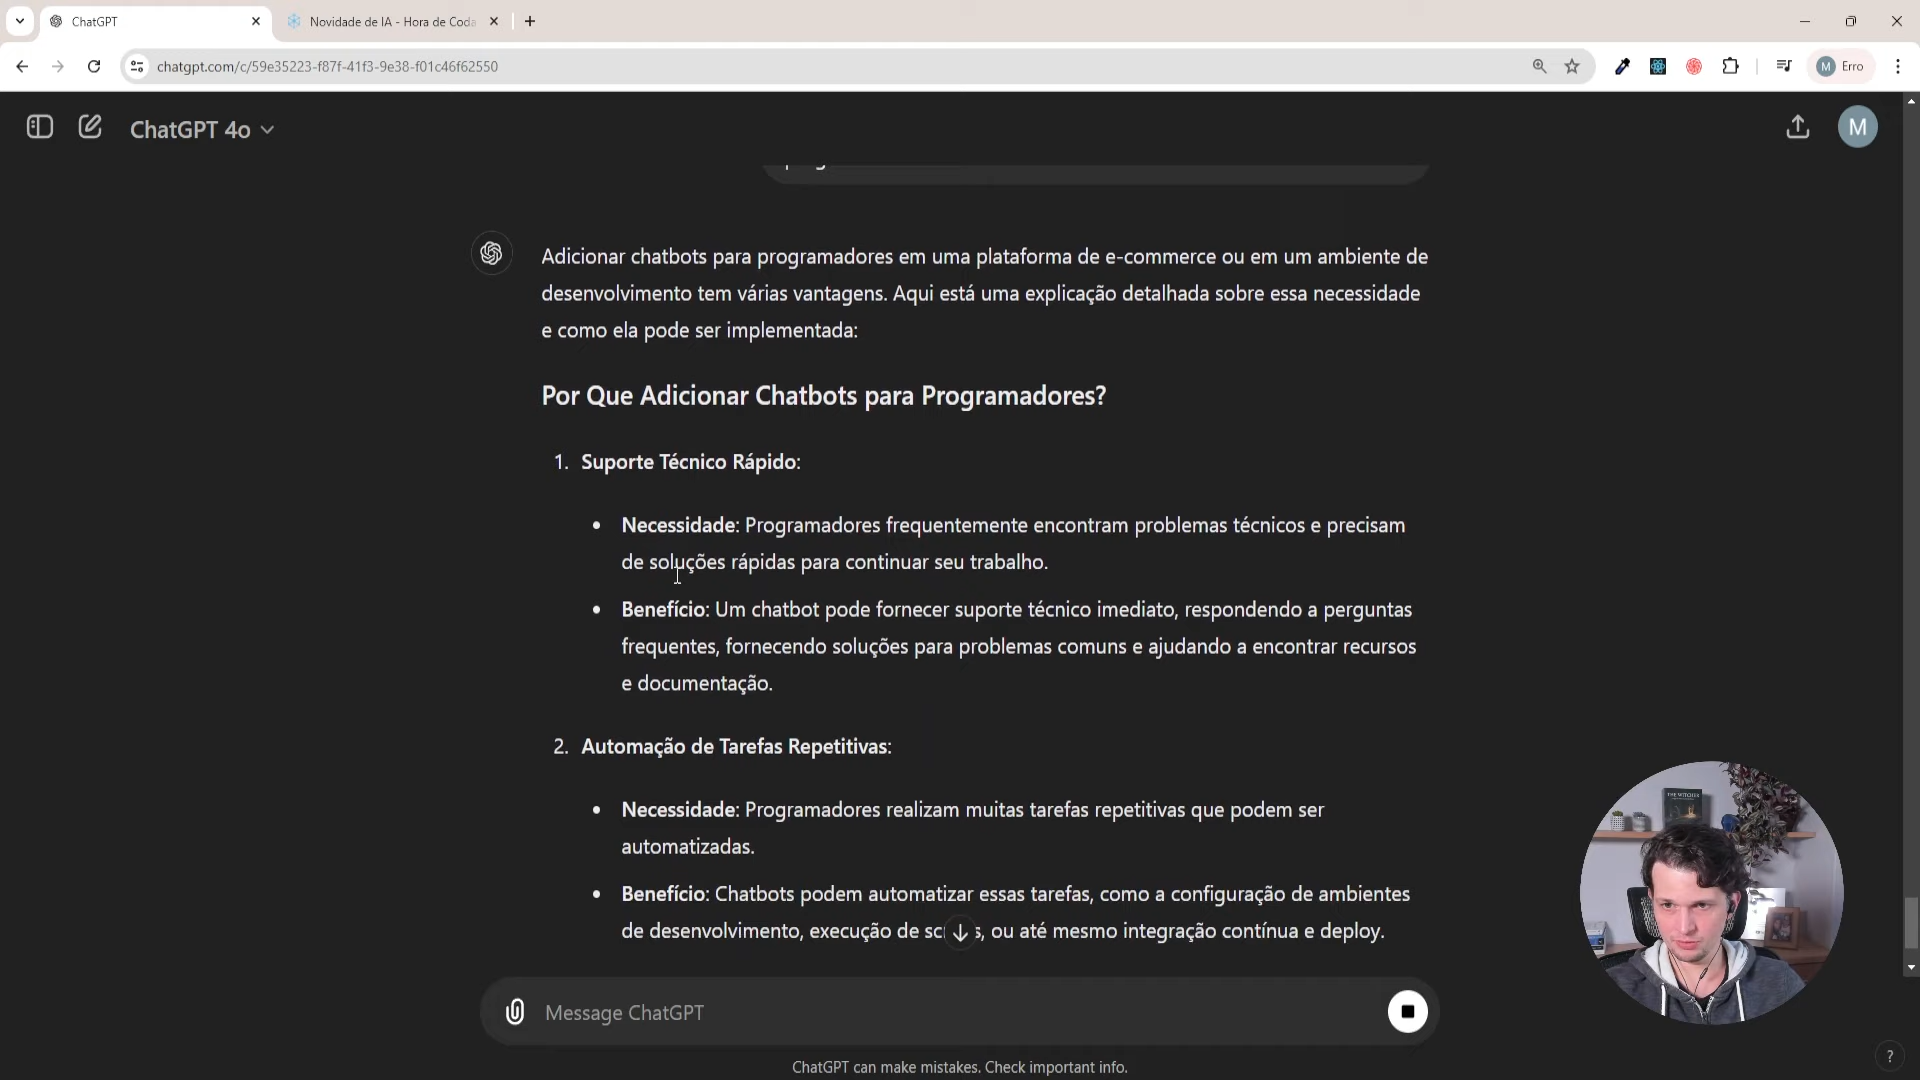 ChatGPT
Novidade de IA - Hora de Coda
chatgpt.com/c/59e35223-f87f-41f3-9e38-f01c46f62550
M
Erro
ChatGPT 4o
M
Adicionar chatbots para programadores em uma plataforma de e-commerce ou em um ambiente de
desenvolvimento tem várias vantagens. Aqui está uma explicação detalhada sobre essa necessidade
e como ela pode ser implementada:
Por Que Adicionar Chatbots para Programadores?
1. Suporte Técnico Rápido:
• Necessidade: Programadores frequentemente encontram problemas técnicos e precisam
de soluções rápidas para continuar seu trabalho.
• Benefício: Um chatbot pode fornecer suporte técnico imediato, respondendo a perguntas
frequentes, fornecendo soluções para problemas comuns e ajudando a encontrar recursos
e documentação.
2. Automação de Tarefas Repetitivas:
• Necessidade: Programadores realizam muitas tarefas repetitivas que podem ser
automatizadas.
• Benefício: Chatbots podem automatizar essas tarefas, como a configuração de ambientes
de desenvolvimento, execução de ou até mesmo integração contínua e deploy.
THE WITCHER
Message ChatGPT
ChatGPT can make mistakes. Check important info.
?